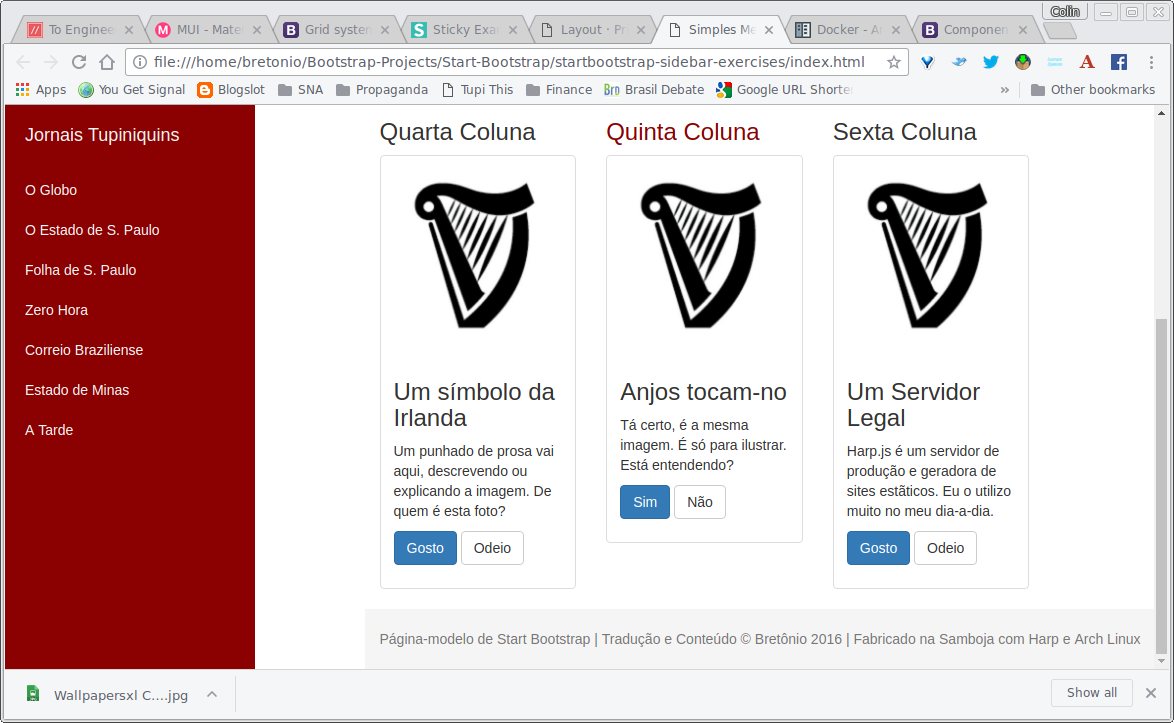 Colin
To Enginee
MUI - Mate
Grid system
Sticky Exa
Layout · Pr
Simples Me
Docker - A
Componen
file:///home/bretonio/Bootstrap-Projects/Start-Bootstrap/startbootstrap-sidebar-exercises/index.html
Apps You Get Signal Blogslot SNA Propaganda Tupi This Finance Brasil Debate Google URL Shorte » Other bookmarks
Jornais Tupiniquins
O Globo
O Estado de S. Paulo
Folha de S. Paulo
Zero Hora
Correio Braziliense
Estado de Minas
A Tarde
Quarta Coluna
Um símbolo da
Irlanda
Um punhado de prosa vai
aqui, descrevendo ou
explicando a imagem. De
quem é esta foto?
Gosto Odeio
Quinta Coluna
Anjos tocam-no
Tá certo, é a mesma
imagem. É só para ilustrar.
Está entendendo?
Sim Não
Sexta Coluna
Um Servidor
Legal
Harp.js é um servidor de
produção e geradora de
sites estãticos. Eu o utilizo
muito no meu dia-a-dia.
Gosto Odeio
Página-modelo de Start Bootstrap | Tradução e Conteúdo © Bretônio 2016 | Fabricado na Samboja com Harp e Arch Linux
Wallpapersxl C....jpg
Show all